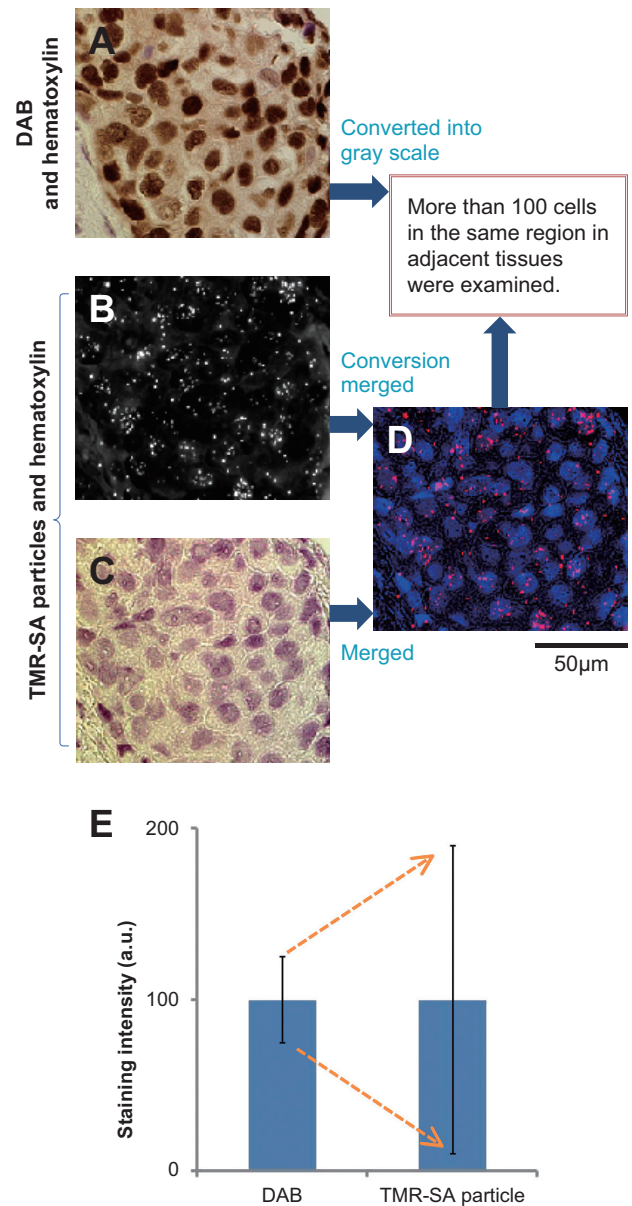 A
DAB
and hematoxylin
Converted into
gray scale
More than 100 cells
in the same region in
adjacent tissues
were examined.
B
TMR-SA particles and hematoxylin
Conversion
merged
D
C
Merged
50µm
E
200
100
0
Staining intensity (a.u.)
DAB
TMR-SA particle